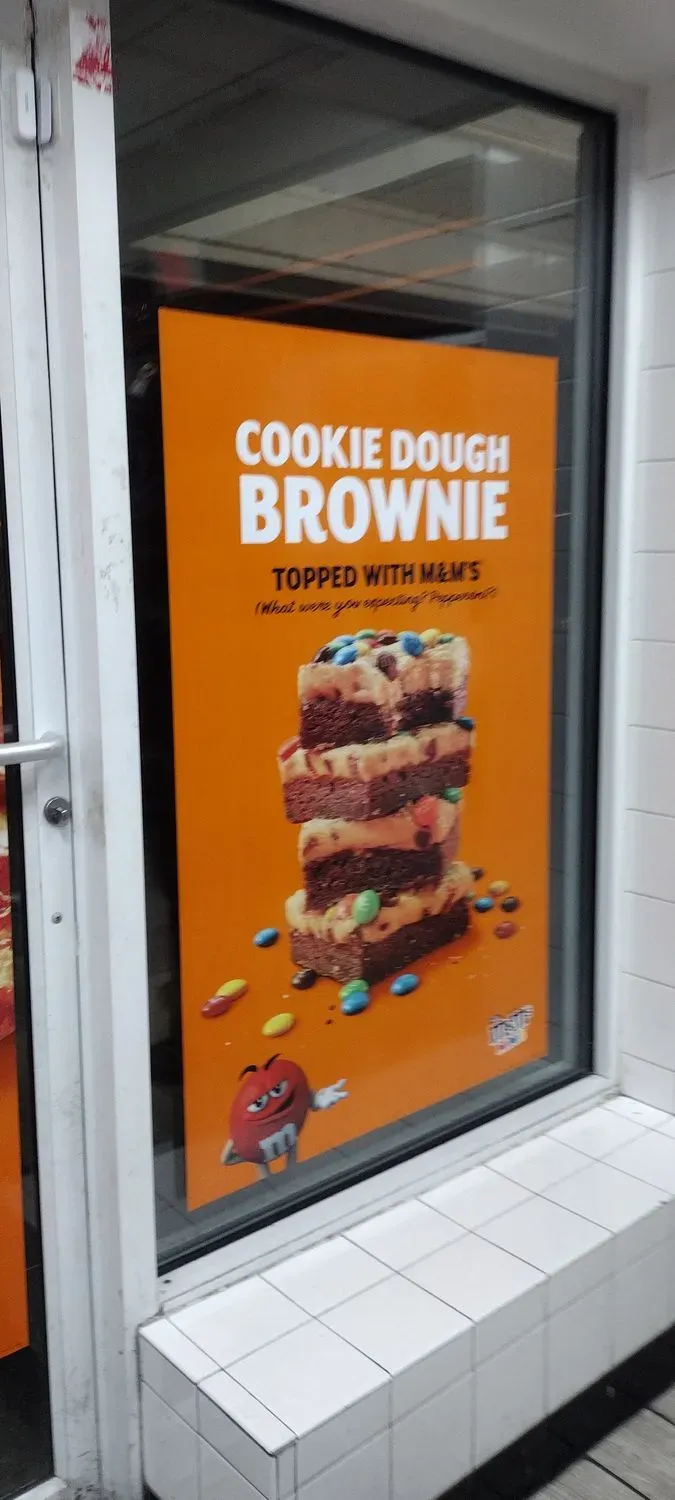 COOKIE DOUGH
BROWNIE
TOPPED WITH M&M'S
(What were you expecting? Pepperoni?)
m&m's
m